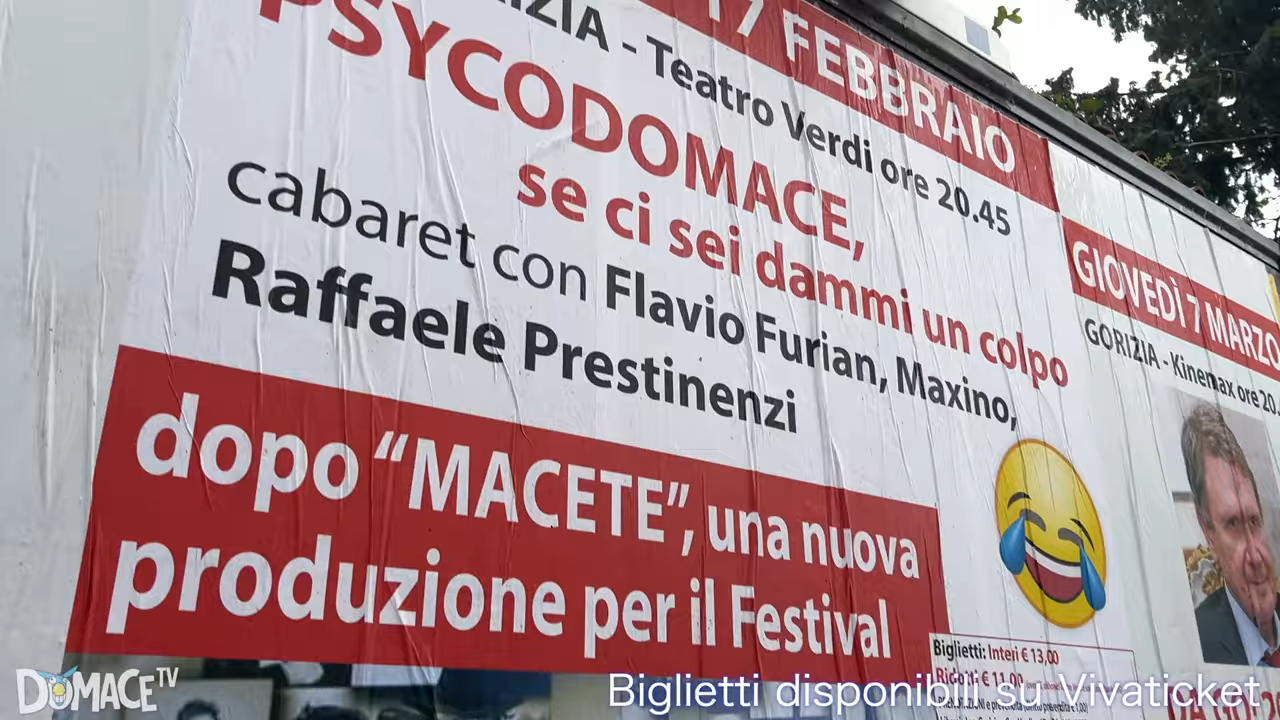 17 FEBBRAIO
- Teatro Verdi ore 20.45
PSYCODOMACE,
se ci sei dammi un colpo
cabaret con Flavio Furian, Maxino,
Raffaele Prestinenzi
dopo “MACETE”, una nuova
produzione per il Festival
Biglietti: Interi € 13,00
Ridotti € 11,00
GIOVEDÌ 7 MARZO
GORIZIA - Kinemax ore 20.
DOMACE TV
Biglietti disponibili su Vivaticket